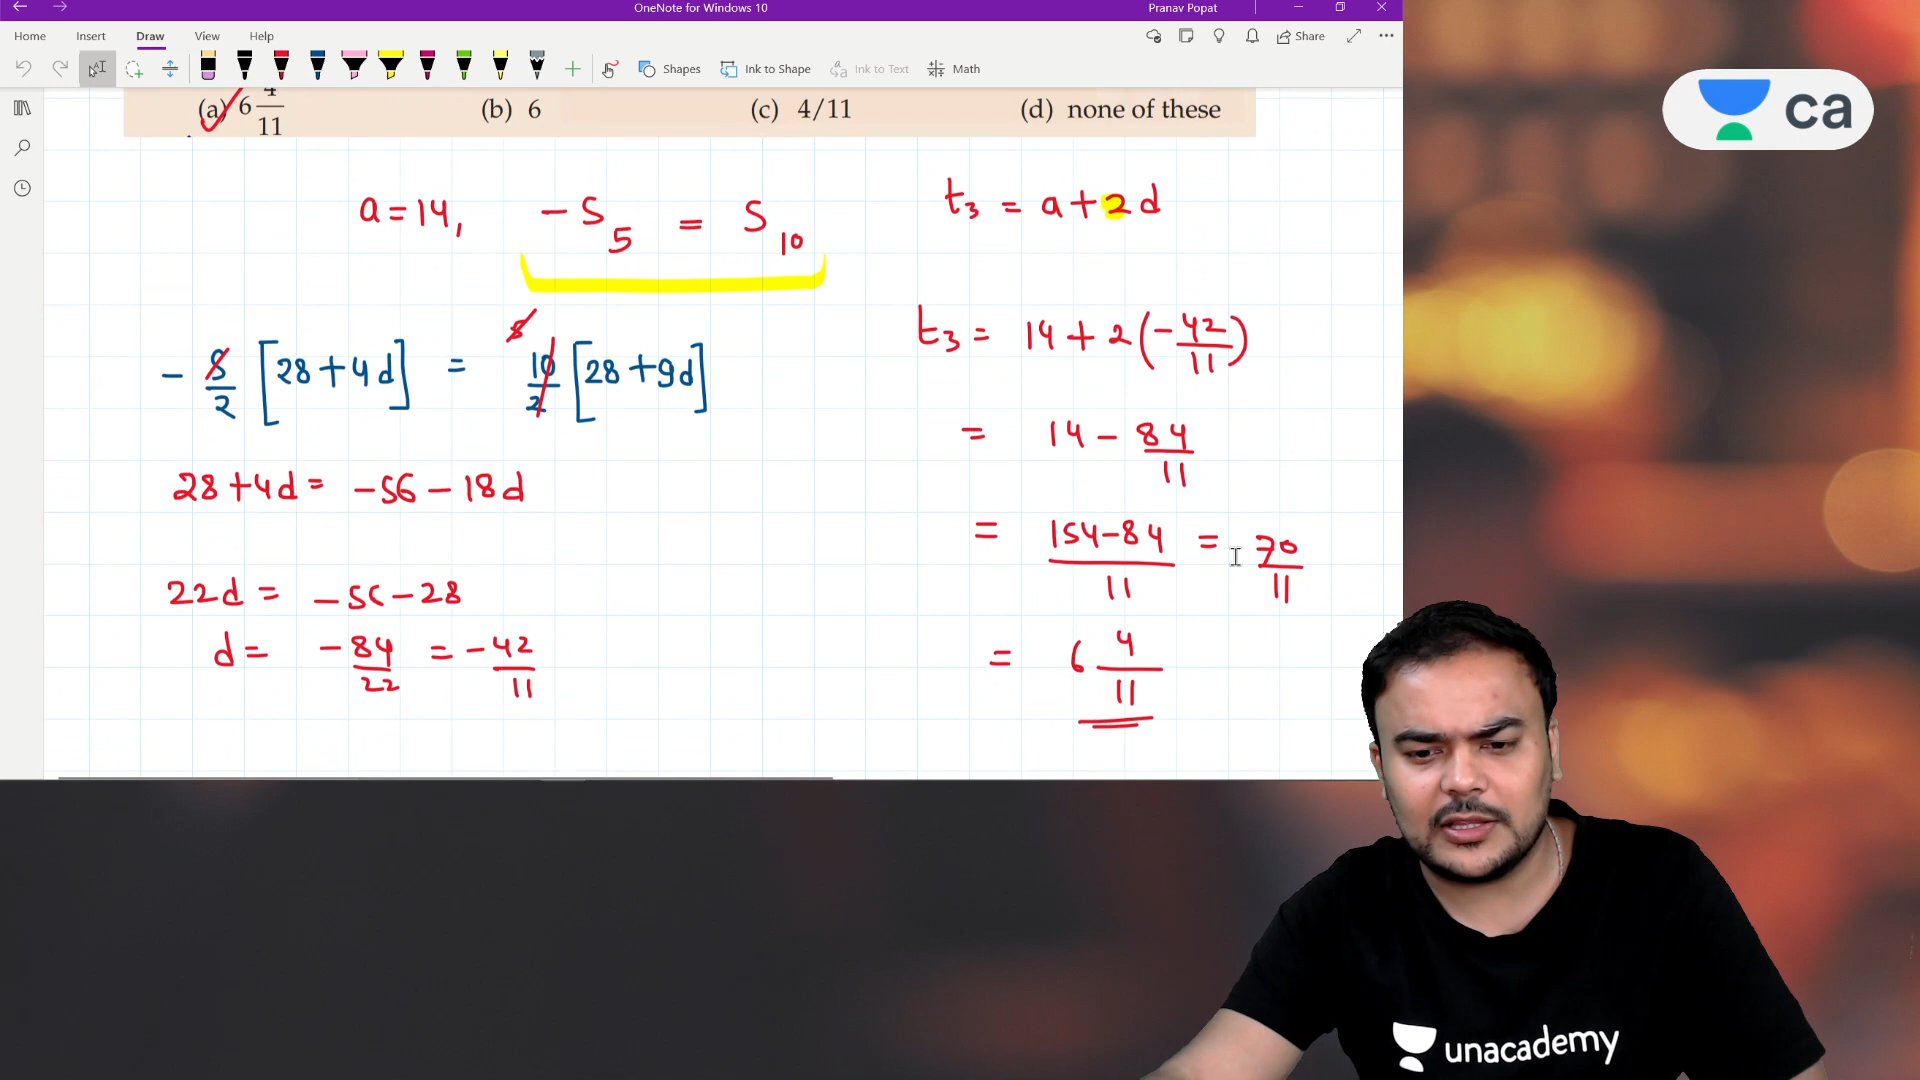 OneNote for Windows 10
Pranav Popat
Home Insert Draw View Help
Share
Shapes Ink to Shape Ink to Text Math
(a) 6 4/11 (b) 6 (c) 4/11 (d) none of these
a = 14, - S5 = S10
t3 = a + 2d
t3 = 14 + 2(-42/11)
- 5/2 [28 + 4d] = 5 10/2 [28 + 9d]
= 14 - 84/11
28 + 4d = -56 - 18d
= 154-84/11 = 70/11
22d = -56 - 28
d = -84/22 = -42/11
= 6 4/11
ca
unacademy